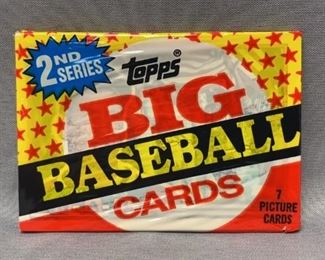 2ND
SERIES
topps®
BIG
BASEBALL
CARDS
7
PICTURE
CARDS